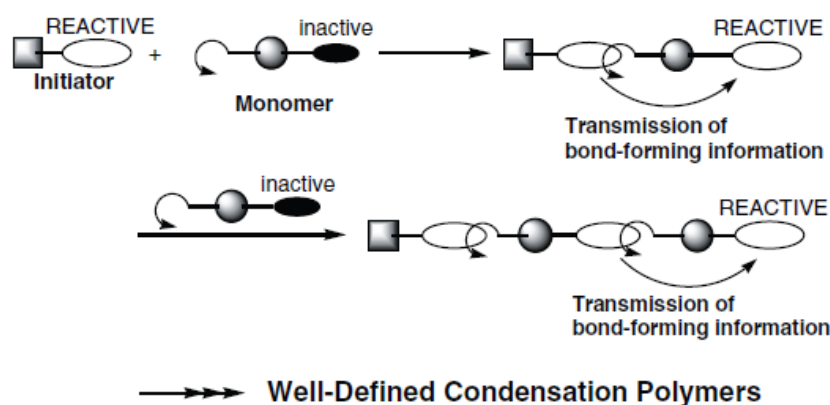 REACTIVE
+
Initiator
inactive
Monomer
REACTIVE
Transmission of
bond-forming information
inactive
REACTIVE
Transmission of
bond-forming information
Well-Defined Condensation Polymers